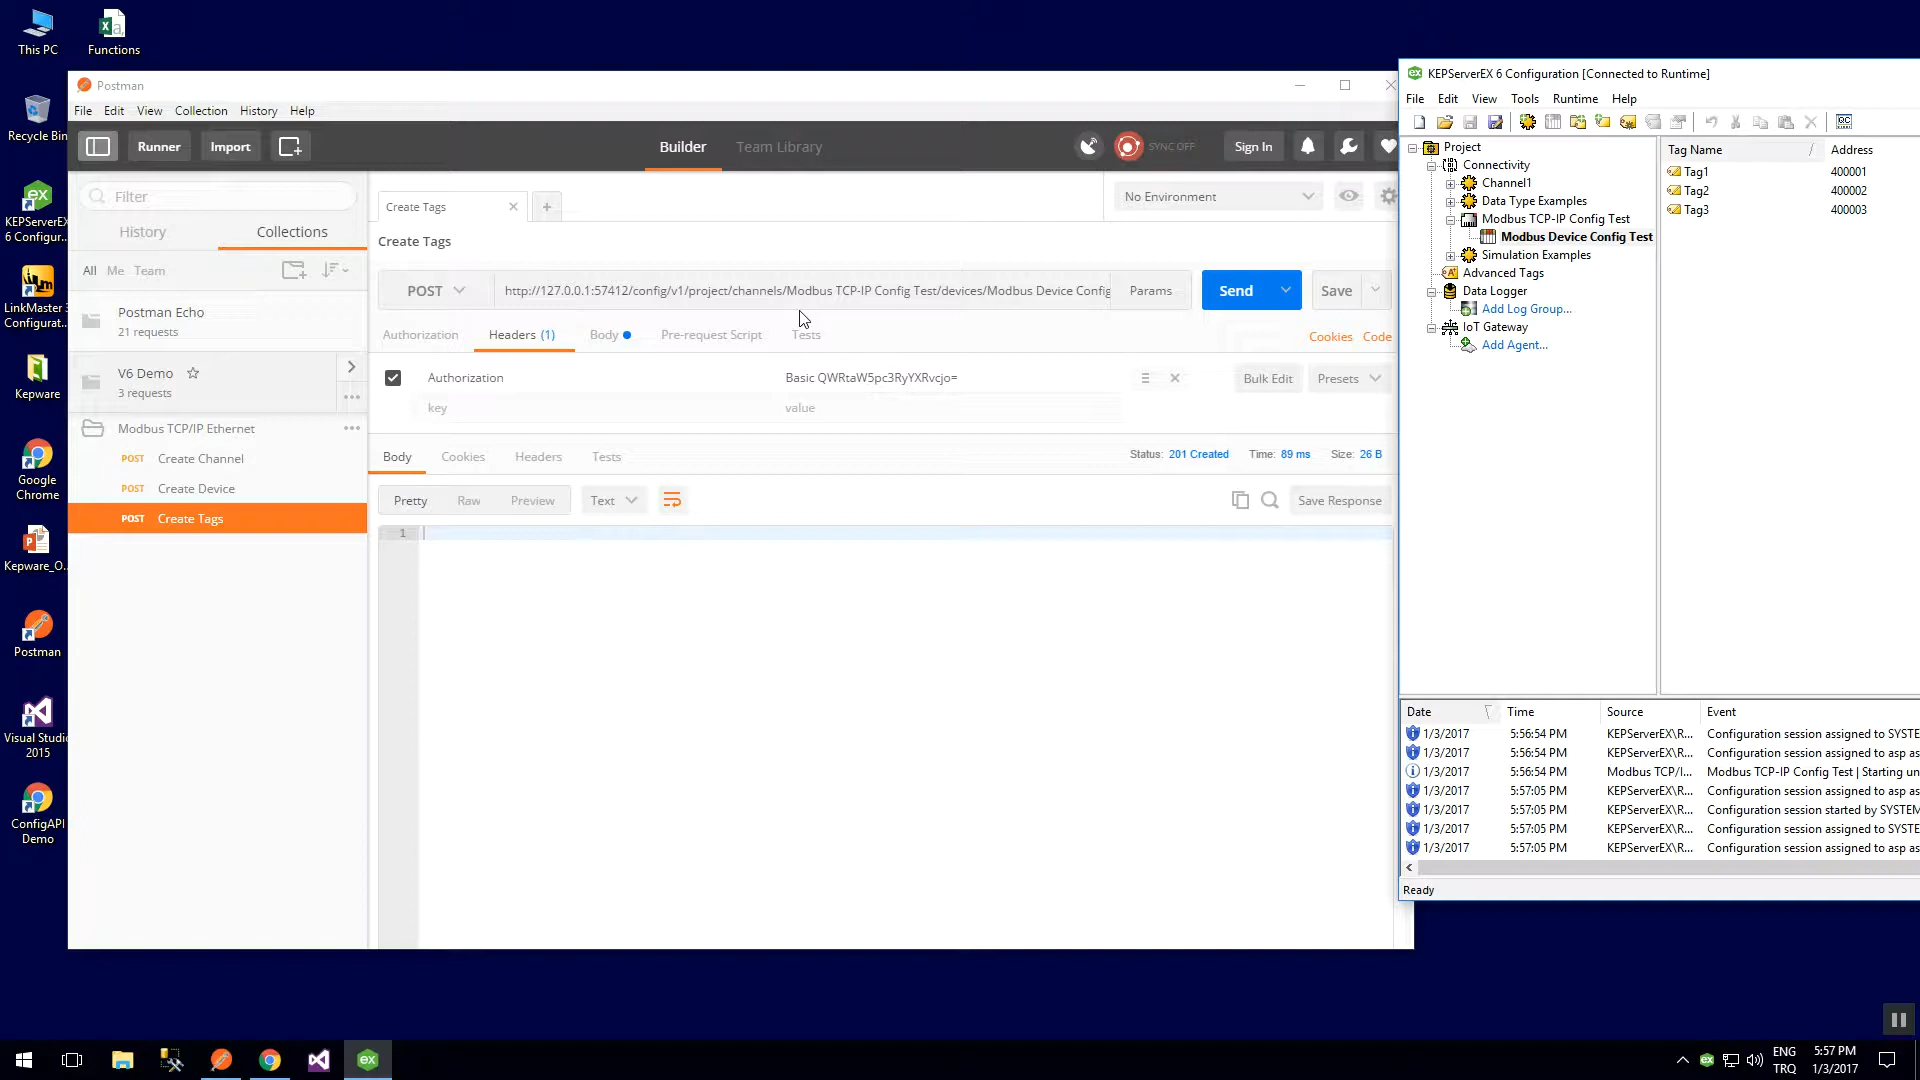 This PC
Functions
Recycle Bin
KEPServerEX
6 Configur...
LinkMaster 3
Configurat...
Kepware
Google
Chrome
Kepware_O...
Postman
Visual Studio
2015
ConfigAPI
Demo
Postman
File Edit View Collection History Help
Runner Import Builder Team Library SYNC OFF Sign In
Filter
History Collections
All Me Team
Postman Echo
21 requests
V6 Demo
3 requests
Modbus TCP/IP Ethernet
POST Create Channel
POST Create Device
POST Create Tags
Create Tags
No Environment
Create Tags
POST http://127.0.0.1:57412/config/v1/project/channels/Modbus TCP-IP Config Test/devices/Modbus Device Config Params Send Save
Authorization Headers (1) Body Pre-request Script Tests Cookies Code
Authorization Basic QWRtaW5pc3RyYXRvcjo= Bulk Edit Presets
key value
Body Cookies Headers Tests Status: 201 Created Time: 89 ms Size: 26 B
Pretty Raw Preview Text Save Response
1
KEPServerEX 6 Configuration [Connected to Runtime]
File Edit View Tools Runtime Help
Project
Connectivity
Channel1
Data Type Examples
Modbus TCP-IP Config Test
Modbus Device Config Test
Simulation Examples
Advanced Tags
Data Logger
Add Log Group...
IoT Gateway
Add Agent...
Tag Name Address
Tag1 400001
Tag2 400002
Tag3 400003
Date Time Source Event
1/3/2017 5:56:54 PM KEPServerEX\R... Configuration session assigned to SYSTE
1/3/2017 5:56:54 PM KEPServerEX\R... Configuration session assigned to asp as
1/3/2017 5:56:54 PM Modbus TCP/I... Modbus TCP-IP Config Test | Starting un
1/3/2017 5:57:05 PM KEPServerEX\R... Configuration session assigned to asp as
1/3/2017 5:57:05 PM KEPServerEX\R... Configuration session started by SYSTEM
1/3/2017 5:57:05 PM KEPServerEX\R... Configuration session assigned to SYSTE
1/3/2017 5:57:05 PM KEPServerEX\R... Configuration session assigned to asp as
Ready
ENG
TRQ
5:57 PM
1/3/2017